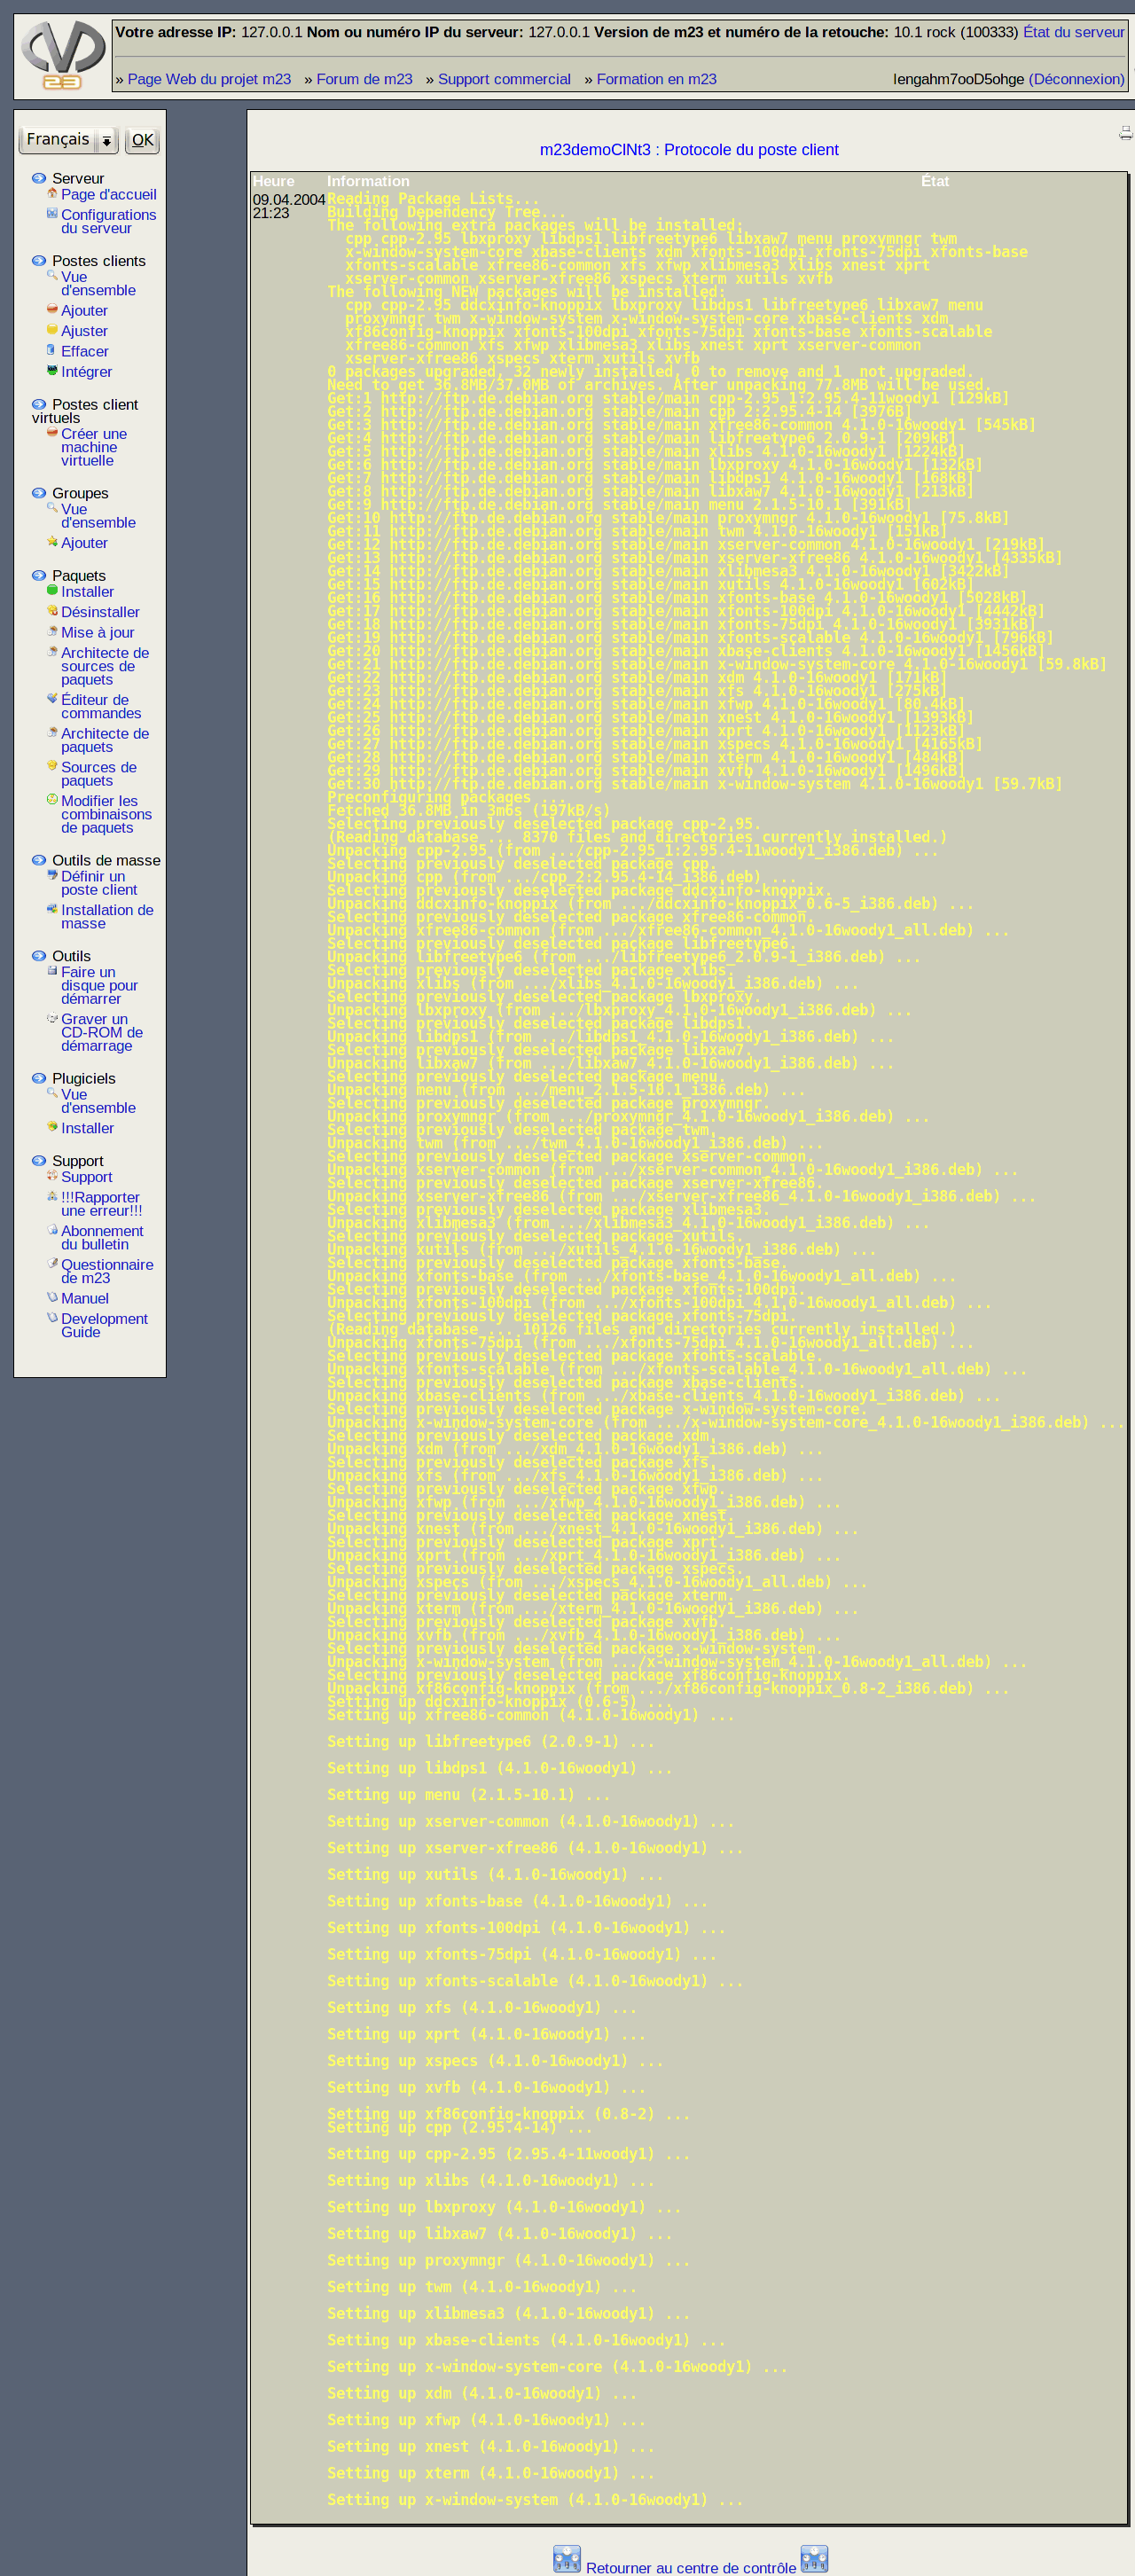 Votre adresse IP: 127.0.0.1 Nom ou numéro IP du serveur: 127.0.0.1 Version de m23 et numéro de la retouche: 10.1 rock (100333) État du serveur
» Page Web du projet m23 » Forum de m23 » Support commercial » Formation en m23 Iengahm7ooD5ohge (Déconnexion)
23
Français OK
Serveur
Page d'accueil
Configurations
du serveur
Postes clients
Vue
d'ensemble
Ajouter
Ajuster
Effacer
Intégrer
Postes client
virtuels
Créer une
machine
virtuelle
Groupes
Vue
d'ensemble
Ajouter
Paquets
Installer
Désinstaller
Mise à jour
Architecte de
sources de
paquets
Éditeur de
commandes
Architecte de
paquets
Sources de
paquets
Modifier les
combinaisons
de paquets
Outils de masse
Définir un
poste client
Installation de
masse
Outils
Faire un
disque pour
démarrer
Graver un
CD-ROM de
démarrage
Plugiciels
Vue
d'ensemble
Installer
Support
Support
!!!Rapporter
une erreur!!!
Abonnement
du bulletin
Questionnaire
de m23
Manuel
Development
Guide
m23demoClNt3 : Protocole du poste client
Heure Information État
09.04.2004
21:23
Reading Package Lists...
Building Dependency Tree...
The following extra packages will be installed:
cpp cpp-2.95 lbxproxy libdps1 libfreetype6 libxaw7 menu proxymngr twm
x-window-system-core xbase-clients xdm xfonts-100dpi xfonts-75dpi xfonts-base
xfonts-scalable xfree86-common xfs xfwp xlibmesa3 xlibs xnest xprt
xserver-common xserver-xfree86 xspecs xterm xutils xvfb
The following NEW packages will be installed:
cpp cpp-2.95 ddcxinfo-knoppix lbxproxy libdps1 libfreetype6 libxaw7 menu
proxymngr twm x-window-system x-window-system-core xbase-clients xdm
xf86config-knoppix xfonts-100dpi xfonts-75dpi xfonts-base xfonts-scalable
xfree86-common xfs xfwp xlibmesa3 xlibs xnest xprt xserver-common
xserver-xfree86 xspecs xterm xutils xvfb
0 packages upgraded, 32 newly installed, 0 to remove and 1 not upgraded.
Need to get 36.8MB/37.0MB of archives. After unpacking 77.8MB will be used.
Get:1 http://ftp.de.debian.org stable/main cpp-2.95 1:2.95.4-11woody1 [129kB]
Get:2 http://ftp.de.debian.org stable/main cpp 2:2.95.4-14 [3976B]
Get:3 http://ftp.de.debian.org stable/main xfree86-common 4.1.0-16woody1 [545kB]
Get:4 http://ftp.de.debian.org stable/main libfreetype6 2.0.9-1 [209kB]
Get:5 http://ftp.de.debian.org stable/main xlibs 4.1.0-16woody1 [1224kB]
Get:6 http://ftp.de.debian.org stable/main lbxproxy 4.1.0-16woody1 [132kB]
Get:7 http://ftp.de.debian.org stable/main libdps1 4.1.0-16woody1 [168kB]
Get:8 http://ftp.de.debian.org stable/main libxaw7 4.1.0-16woody1 [213kB]
Get:9 http://ftp.de.debian.org stable/main menu 2.1.5-10.1 [391kB]
Get:10 http://ftp.de.debian.org stable/main proxymngr 4.1.0-16woody1 [75.8kB]
Get:11 http://ftp.de.debian.org stable/main twm 4.1.0-16woody1 [151kB]
Get:12 http://ftp.de.debian.org stable/main xserver-common 4.1.0-16woody1 [219kB]
Get:13 http://ftp.de.debian.org stable/main xserver-xfree86 4.1.0-16woody1 [4335kB]
Get:14 http://ftp.de.debian.org stable/main xlibmesa3 4.1.0-16woody1 [3422kB]
Get:15 http://ftp.de.debian.org stable/main xutils 4.1.0-16woody1 [602kB]
Get:16 http://ftp.de.debian.org stable/main xfonts-base 4.1.0-16woody1 [5028kB]
Get:17 http://ftp.de.debian.org stable/main xfonts-100dpi 4.1.0-16woody1 [4442kB]
Get:18 http://ftp.de.debian.org stable/main xfonts-75dpi 4.1.0-16woody1 [3931kB]
Get:19 http://ftp.de.debian.org stable/main xfonts-scalable 4.1.0-16woody1 [796kB]
Get:20 http://ftp.de.debian.org stable/main xbase-clients 4.1.0-16woody1 [1456kB]
Get:21 http://ftp.de.debian.org stable/main x-window-system-core 4.1.0-16woody1 [59.8kB]
Get:22 http://ftp.de.debian.org stable/main xdm 4.1.0-16woody1 [171kB]
Get:23 http://ftp.de.debian.org stable/main xfs 4.1.0-16woody1 [275kB]
Get:24 http://ftp.de.debian.org stable/main xfwp 4.1.0-16woody1 [80.4kB]
Get:25 http://ftp.de.debian.org stable/main xnest 4.1.0-16woody1 [1393kB]
Get:26 http://ftp.de.debian.org stable/main xprt 4.1.0-16woody1 [1123kB]
Get:27 http://ftp.de.debian.org stable/main xspecs 4.1.0-16woody1 [4165kB]
Get:28 http://ftp.de.debian.org stable/main xterm 4.1.0-16woody1 [484kB]
Get:29 http://ftp.de.debian.org stable/main xvfb 4.1.0-16woody1 [1496kB]
Get:30 http://ftp.de.debian.org stable/main x-window-system 4.1.0-16woody1 [59.7kB]
Preconfiguring packages ...
Fetched 36.8MB in 3m6s (197kB/s)
Selecting previously deselected package cpp-2.95.
(Reading database ... 8370 files and directories currently installed.)
Unpacking cpp-2.95 (from .../cpp-2.95_1:2.95.4-11woody1_i386.deb) ...
Selecting previously deselected package cpp.
Unpacking cpp (from .../cpp_2:2.95.4-14_i386.deb) ...
Selecting previously deselected package ddcxinfo-knoppix.
Unpacking ddcxinfo-knoppix (from .../ddcxinfo-knoppix_0.6-5_i386.deb) ...
Selecting previously deselected package xfree86-common.
Unpacking xfree86-common (from .../xfree86-common_4.1.0-16woody1_all.deb) ...
Selecting previously deselected package libfreetype6.
Unpacking libfreetype6 (from .../libfreetype6_2.0.9-1_i386.deb) ...
Selecting previously deselected package xlibs.
Unpacking xlibs (from .../xlibs_4.1.0-16woody1_i386.deb) ...
Selecting previously deselected package lbxproxy.
Unpacking lbxproxy (from .../lbxproxy_4.1.0-16woody1_i386.deb) ...
Selecting previously deselected package libdps1.
Unpacking libdps1 (from .../libdps1_4.1.0-16woody1_i386.deb) ...
Selecting previously deselected package libxaw7.
Unpacking libxaw7 (from .../libxaw7_4.1.0-16woody1_i386.deb) ...
Selecting previously deselected package menu.
Unpacking menu (from .../menu_2.1.5-10.1_i386.deb) ...
Selecting previously deselected package proxymngr.
Unpacking proxymngr (from .../proxymngr_4.1.0-16woody1_i386.deb) ...
Selecting previously deselected package twm.
Unpacking twm (from .../twm_4.1.0-16woody1_i386.deb) ...
Selecting previously deselected package xserver-common.
Unpacking xserver-common (from .../xserver-common_4.1.0-16woody1_i386.deb) ...
Selecting previously deselected package xserver-xfree86.
Unpacking xserver-xfree86 (from .../xserver-xfree86_4.1.0-16woody1_i386.deb) ...
Selecting previously deselected package xlibmesa3.
Unpacking xlibmesa3 (from .../xlibmesa3_4.1.0-16woody1_i386.deb) ...
Selecting previously deselected package xutils.
Unpacking xutils (from .../xutils_4.1.0-16woody1_i386.deb) ...
Selecting previously deselected package xfonts-base.
Unpacking xfonts-base (from .../xfonts-base_4.1.0-16woody1_all.deb) ...
Selecting previously deselected package xfonts-100dpi.
Unpacking xfonts-100dpi (from .../xfonts-100dpi_4.1.0-16woody1_all.deb) ...
Selecting previously deselected package xfonts-75dpi.
(Reading database ... 10126 files and directories currently installed.)
Unpacking xfonts-75dpi (from .../xfonts-75dpi_4.1.0-16woody1_all.deb) ...
Selecting previously deselected package xfonts-scalable.
Unpacking xfonts-scalable (from .../xfonts-scalable_4.1.0-16woody1_all.deb) ...
Selecting previously deselected package xbase-clients.
Unpacking xbase-clients (from .../xbase-clients_4.1.0-16woody1_i386.deb) ...
Selecting previously deselected package x-window-system-core.
Unpacking x-window-system-core (from .../x-window-system-core_4.1.0-16woody1_i386.deb) ...
Selecting previously deselected package xdm.
Unpacking xdm (from .../xdm_4.1.0-16woody1_i386.deb) ...
Selecting previously deselected package xfs.
Unpacking xfs (from .../xfs_4.1.0-16woody1_i386.deb) ...
Selecting previously deselected package xfwp.
Unpacking xfwp (from .../xfwp_4.1.0-16woody1_i386.deb) ...
Selecting previously deselected package xnest.
Unpacking xnest (from .../xnest_4.1.0-16woody1_i386.deb) ...
Selecting previously deselected package xprt.
Unpacking xprt (from .../xprt_4.1.0-16woody1_i386.deb) ...
Selecting previously deselected package xspecs.
Unpacking xspecs (from .../xspecs_4.1.0-16woody1_all.deb) ...
Selecting previously deselected package xterm.
Unpacking xterm (from .../xterm_4.1.0-16woody1_i386.deb) ...
Selecting previously deselected package xvfb.
Unpacking xvfb (from .../xvfb_4.1.0-16woody1_i386.deb) ...
Selecting previously deselected package x-window-system.
Unpacking x-window-system (from .../x-window-system_4.1.0-16woody1_all.deb) ...
Selecting previously deselected package xf86config-knoppix.
Unpacking xf86config-knoppix (from .../xf86config-knoppix_0.8-2_i386.deb) ...
Setting up ddcxinfo-knoppix (0.6-5) ...
Setting up xfree86-common (4.1.0-16woody1) ...
Setting up libfreetype6 (2.0.9-1) ...
Setting up libdps1 (4.1.0-16woody1) ...
Setting up menu (2.1.5-10.1) ...
Setting up xserver-common (4.1.0-16woody1) ...
Setting up xserver-xfree86 (4.1.0-16woody1) ...
Setting up xutils (4.1.0-16woody1) ...
Setting up xfonts-base (4.1.0-16woody1) ...
Setting up xfonts-100dpi (4.1.0-16woody1) ...
Setting up xfonts-75dpi (4.1.0-16woody1) ...
Setting up xfonts-scalable (4.1.0-16woody1) ...
Setting up xfs (4.1.0-16woody1) ...
Setting up xprt (4.1.0-16woody1) ...
Setting up xspecs (4.1.0-16woody1) ...
Setting up xvfb (4.1.0-16woody1) ...
Setting up xf86config-knoppix (0.8-2) ...
Setting up cpp (2.95.4-14) ...
Setting up cpp-2.95 (2.95.4-11woody1) ...
Setting up xlibs (4.1.0-16woody1) ...
Setting up lbxproxy (4.1.0-16woody1) ...
Setting up libxaw7 (4.1.0-16woody1) ...
Setting up proxymngr (4.1.0-16woody1) ...
Setting up twm (4.1.0-16woody1) ...
Setting up xlibmesa3 (4.1.0-16woody1) ...
Setting up xbase-clients (4.1.0-16woody1) ...
Setting up x-window-system-core (4.1.0-16woody1) ...
Setting up xdm (4.1.0-16woody1) ...
Setting up xfwp (4.1.0-16woody1) ...
Setting up xnest (4.1.0-16woody1) ...
Setting up xterm (4.1.0-16woody1) ...
Setting up x-window-system (4.1.0-16woody1) ...
Retourner au centre de contrôle